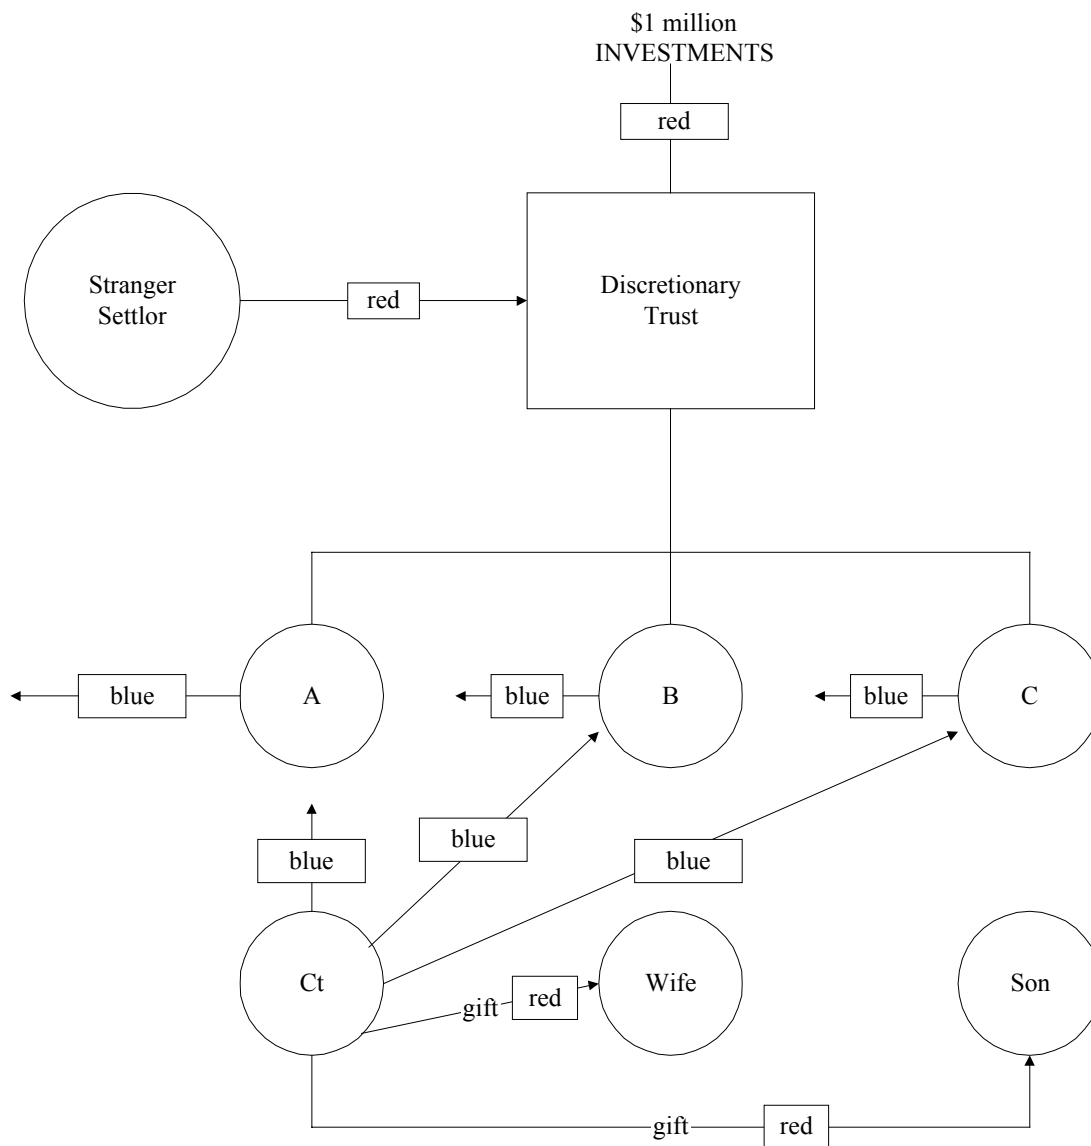 $1 million
INVESTMENTS
red
Stranger
Settlor
red
Discretionary
Trust
blue
A
blue
B
blue
C
blue
blue
blue
Ct
gift
red
Wife
Son
gift
red